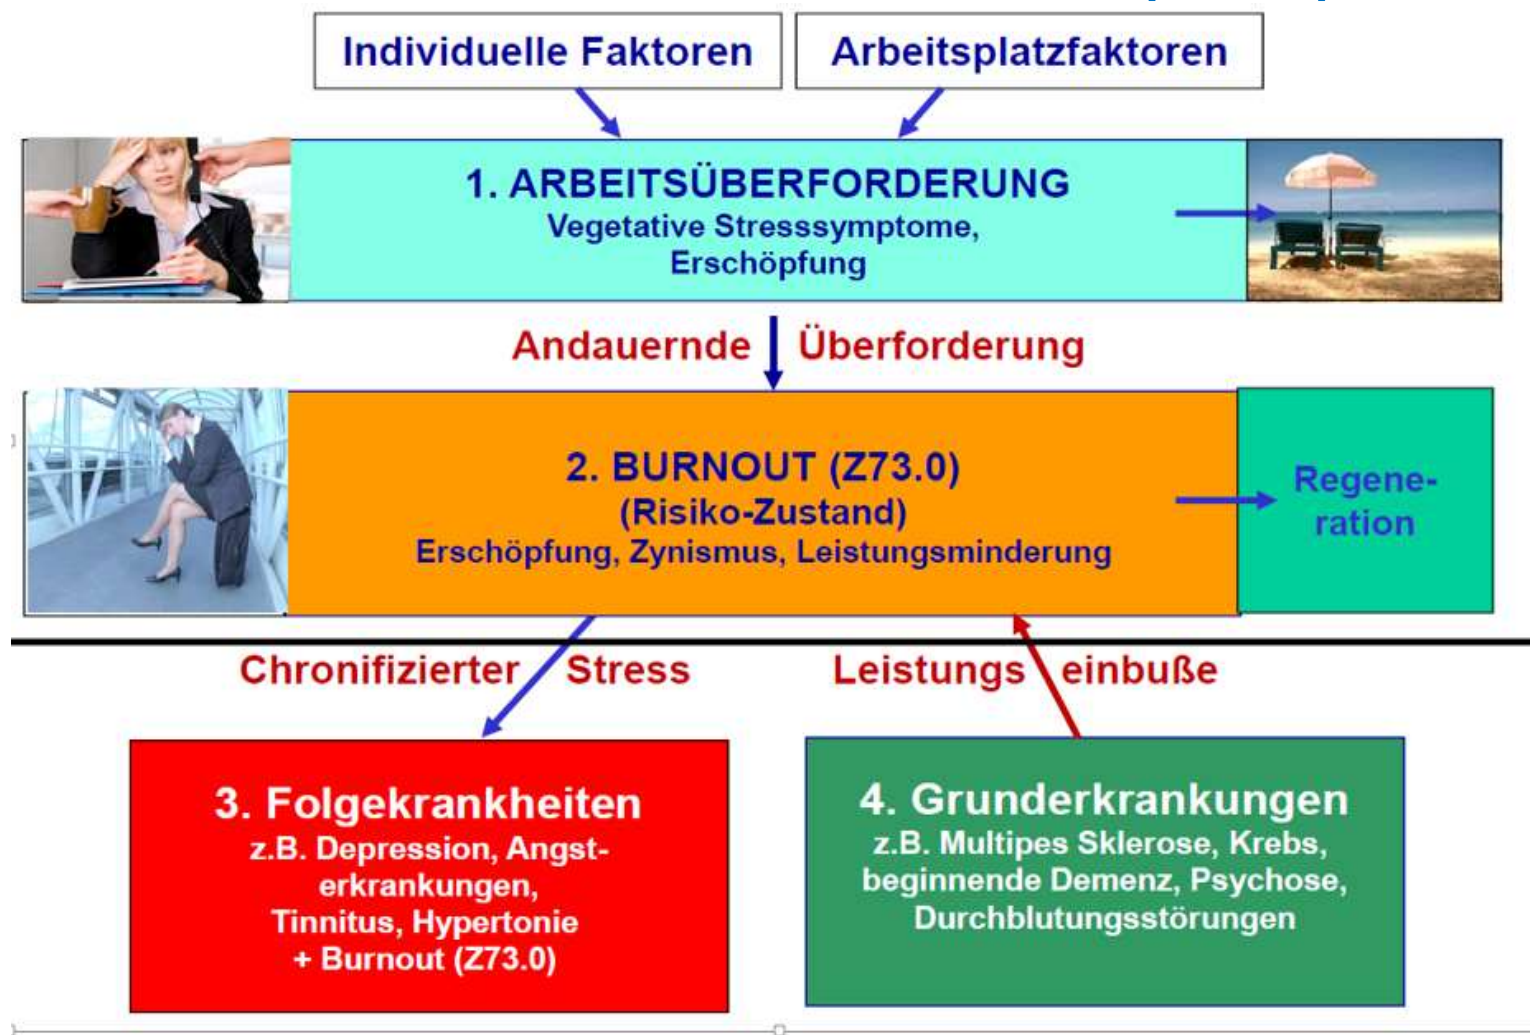 Individuelle Faktoren
Arbeitsplatzfaktoren
1. ARBEITSÜBERFORDERUNG
Vegetative Stresssymptome,
Erschöpfung
Andauernde Überforderung
2. BURNOUT (Z73.0)
(Risiko-Zustand)
Erschöpfung, Zynismus, Leistungsminderung
Regene-
ration
Chronifizierter Stress
Leistungs einbuße
3. Folgekrankheiten
z.B. Depression, Angst-
erkrankungen,
Tinnitus, Hypertonie
+ Burnout (Z73.0)
4. Grunderkrankungen
z.B. Multipes Sklerose, Krebs,
beginnende Demenz, Psychose,
Durchblutungsstörungen